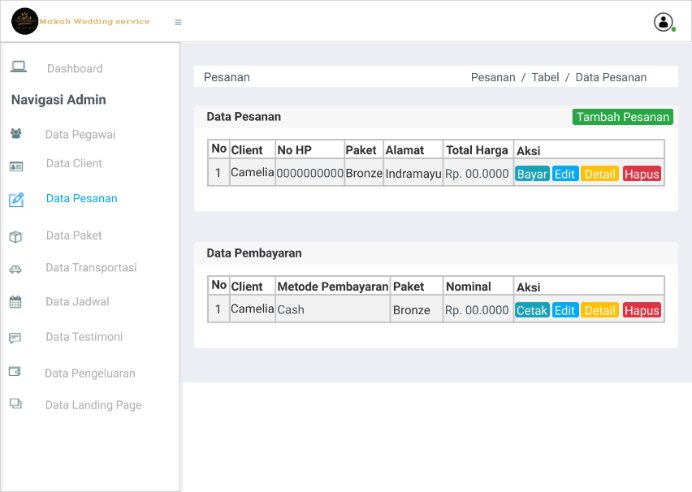 Makah Wedding service
Dashboard
Navigasi Admin
Data Pegawai
Data Client
Data Pesanan
Data Paket
Data Transportasi
Data Jadwal
Data Testimoni
Data Pengeluaran
Data Landing Page
Pesanan
Pesanan / Tabel / Data Pesanan
Data Pesanan
Tambah Pesanan
No Client No HP Paket Alamat Total Harga Aksi
1 Camelia 0000000000 Bronze Indramayu Rp. 00.0000 Bayar Edit Detail Hapus
Data Pembayaran
No Client Metode Pembayaran Paket Nominal Aksi
1 Camelia Cash Bronze Rp. 00.0000 Cetak Edit Detail Hapus